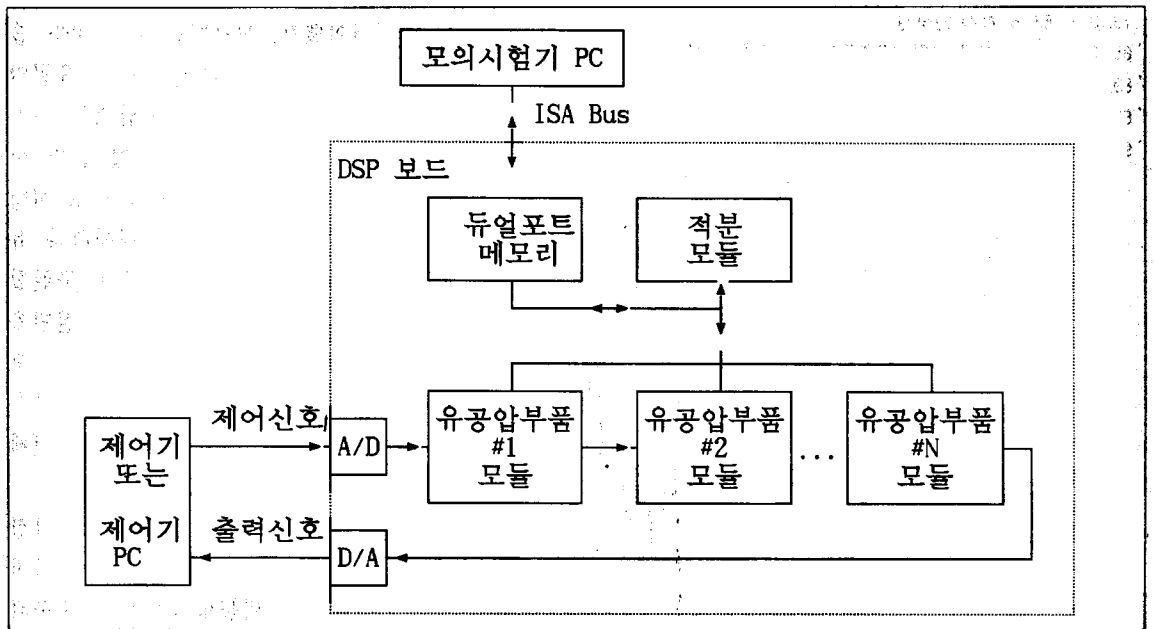 모의시험기 PC
ISA Bus
DSP 보드
듀얼포트
메모리
적분
모듈
제어신호
A/D
유공압부품
#1
모듈
유공압부품
#2
모듈
...
유공압부품
#N
모듈
제어기
또는
제어기
PC
출력신호
D/A